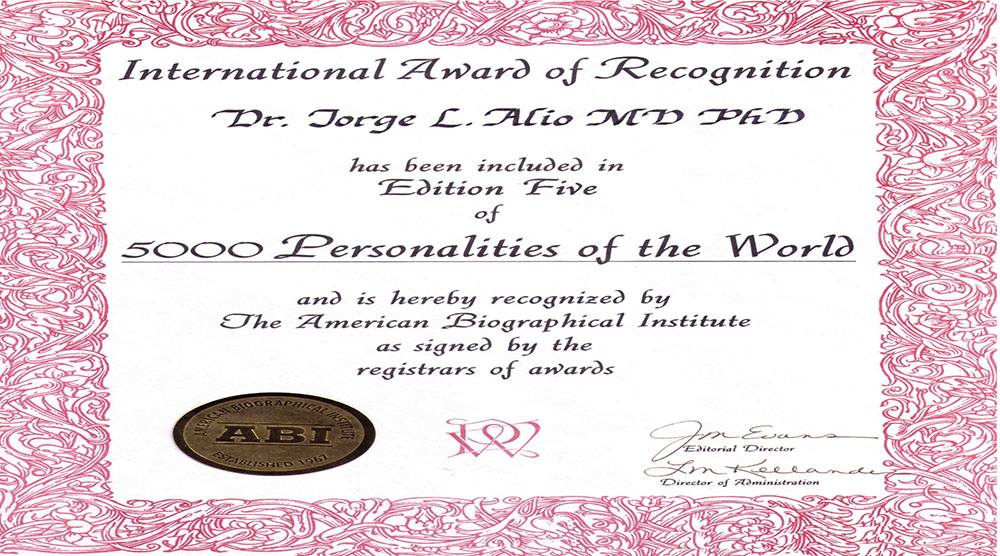 International Award of Recognition
Dr. Jorge L. Alio MD PhD
has been included in
Edition Five
of
5000 Personalities of the World
and is hereby recognized by
The American Biographical Institute
as signed by the
registrars of awards
AMERICAN BIOGRAPHICAL INSTITUTE
ABI
ESTABLISHED 1967
JM Evans
Editorial Director
Director of Administration